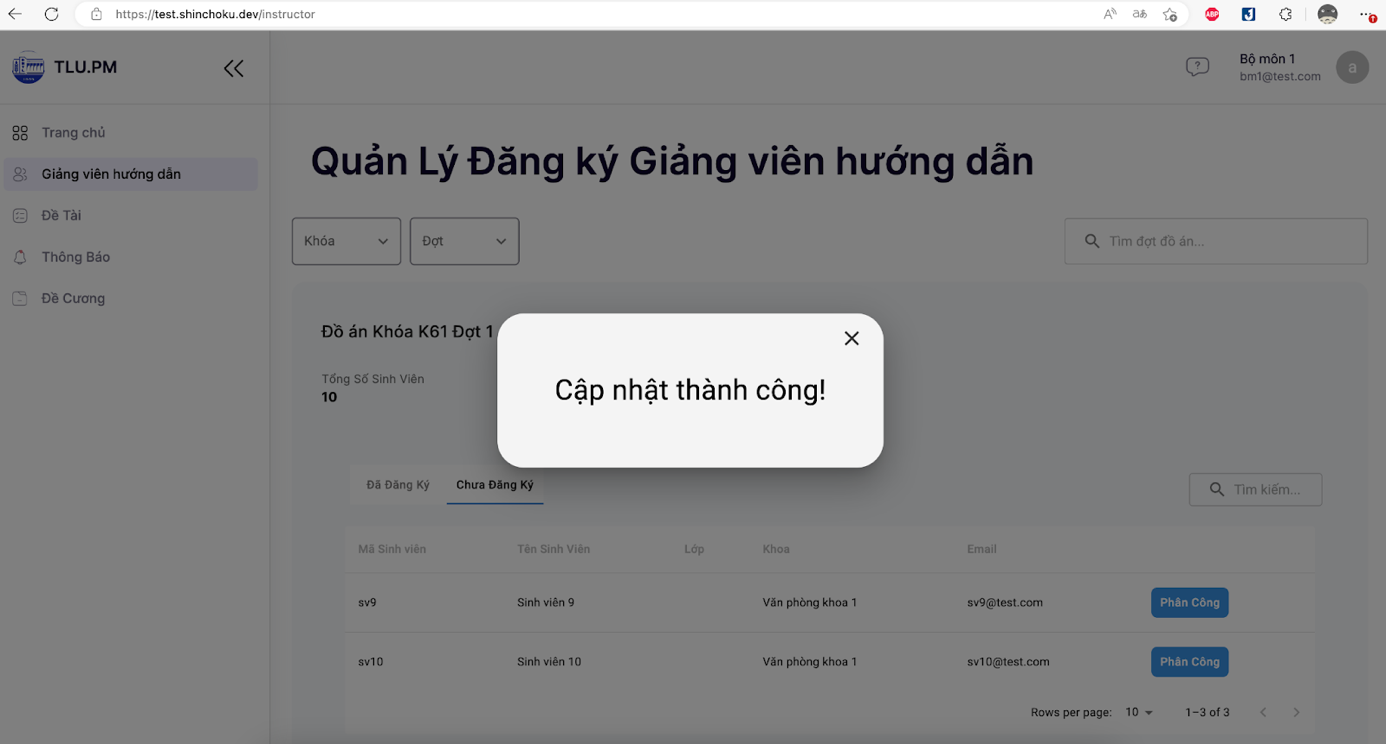 https://test.shinchoku.dev/instructor
TLU.PM
Bộ môn 1
bm1@test.com
a
Trang chủ
Giảng viên hướng dẫn
Đề Tài
Thông Báo
Đề Cương
Quản Lý Đăng ký Giảng viên hướng dẫn
Khóa
Đợt
Tìm đợt đồ án...
Đồ án Khóa K61 Đợt 1
Tổng Số Sinh Viên
10
Cập nhật thành công!
Đã Đăng Ký
Chưa Đăng Ký
Tìm kiếm...
Mã Sinh viên Tên Sinh Viên Lớp Khoa Email
sv9 Sinh viên 9 Văn phòng khoa 1 sv9@test.com Phân Công
sv10 Sinh viên 10 Văn phòng khoa 1 sv10@test.com Phân Công
Rows per page: 10 1–3 of 3